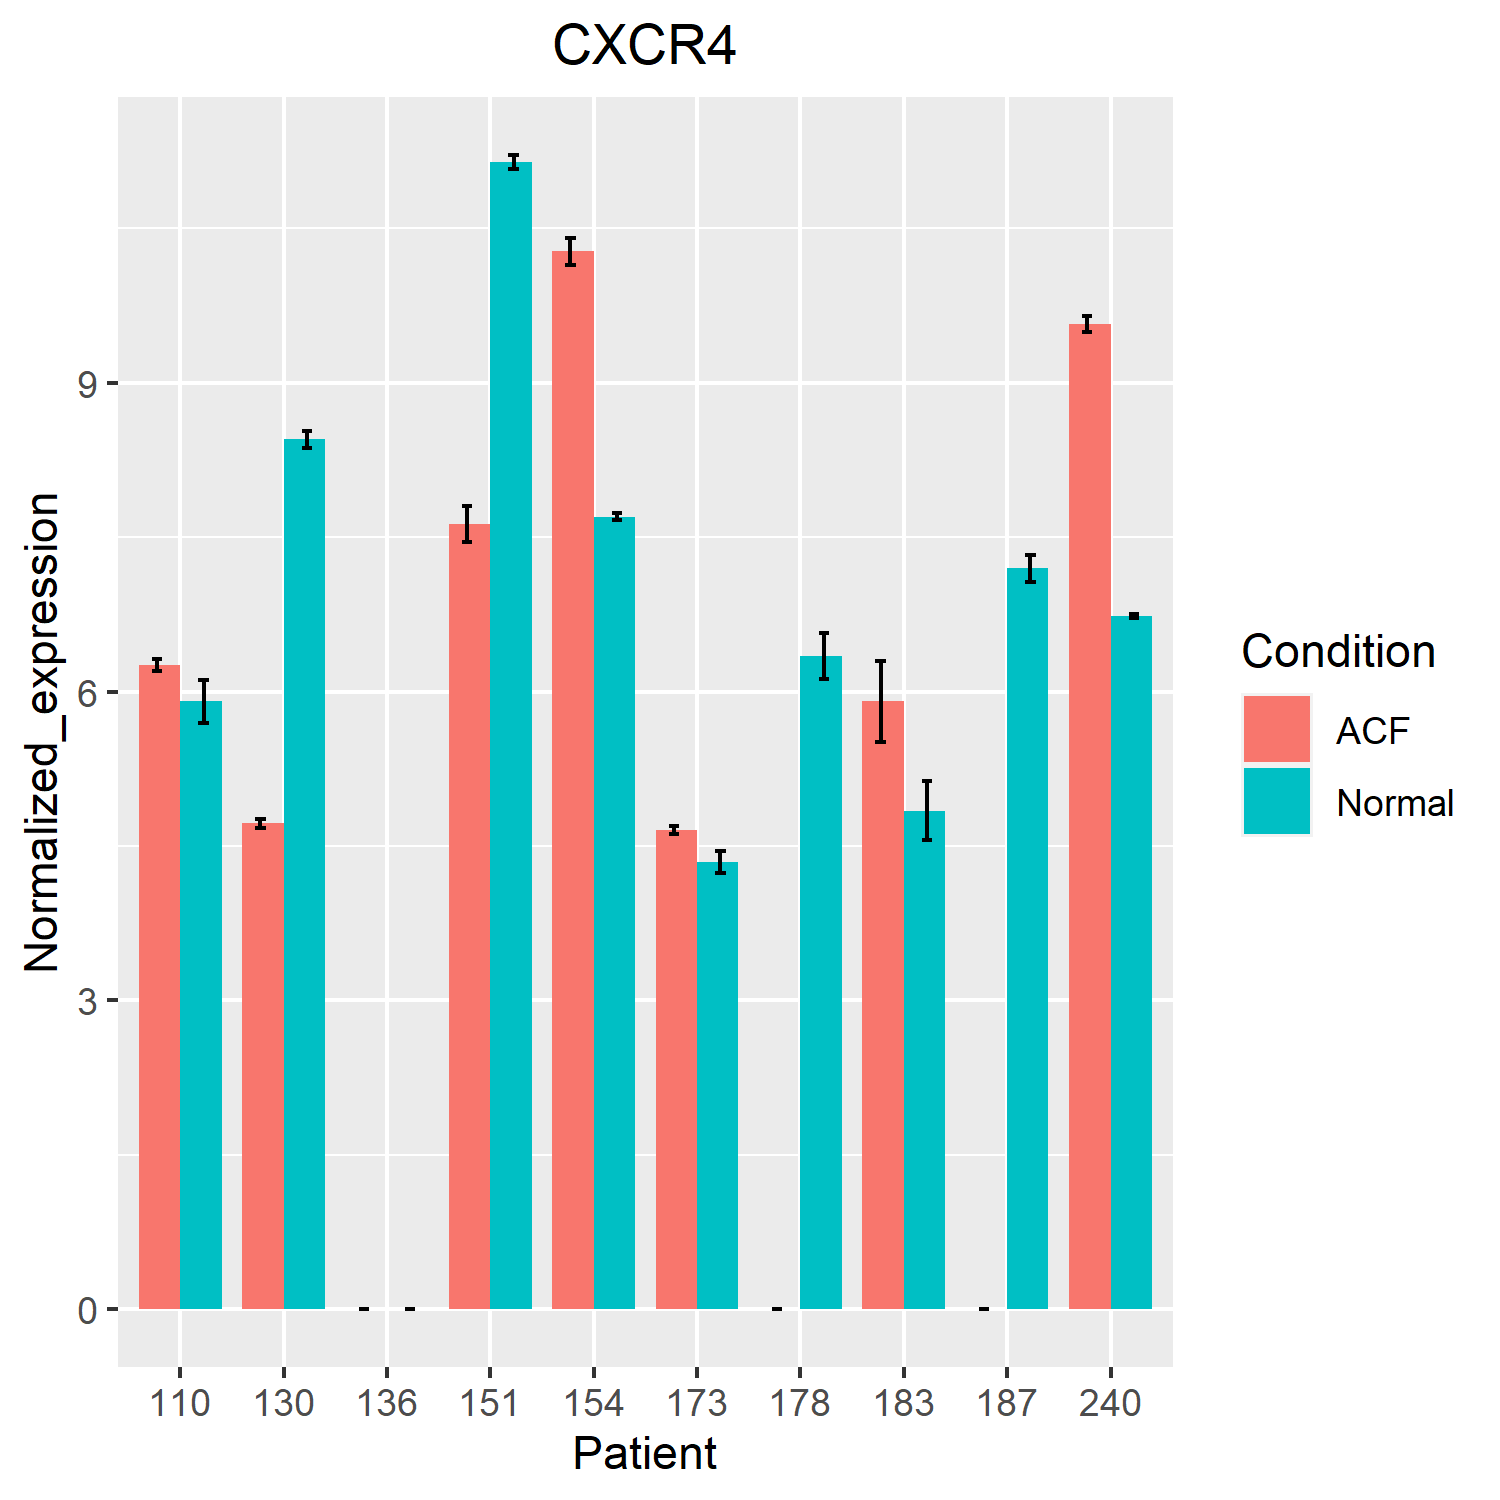 CXCR4
Normalized_expression
9
6
3
0
110 130 136 151 154 173 178 183 187 240
Patient
Condition
ACF
Normal